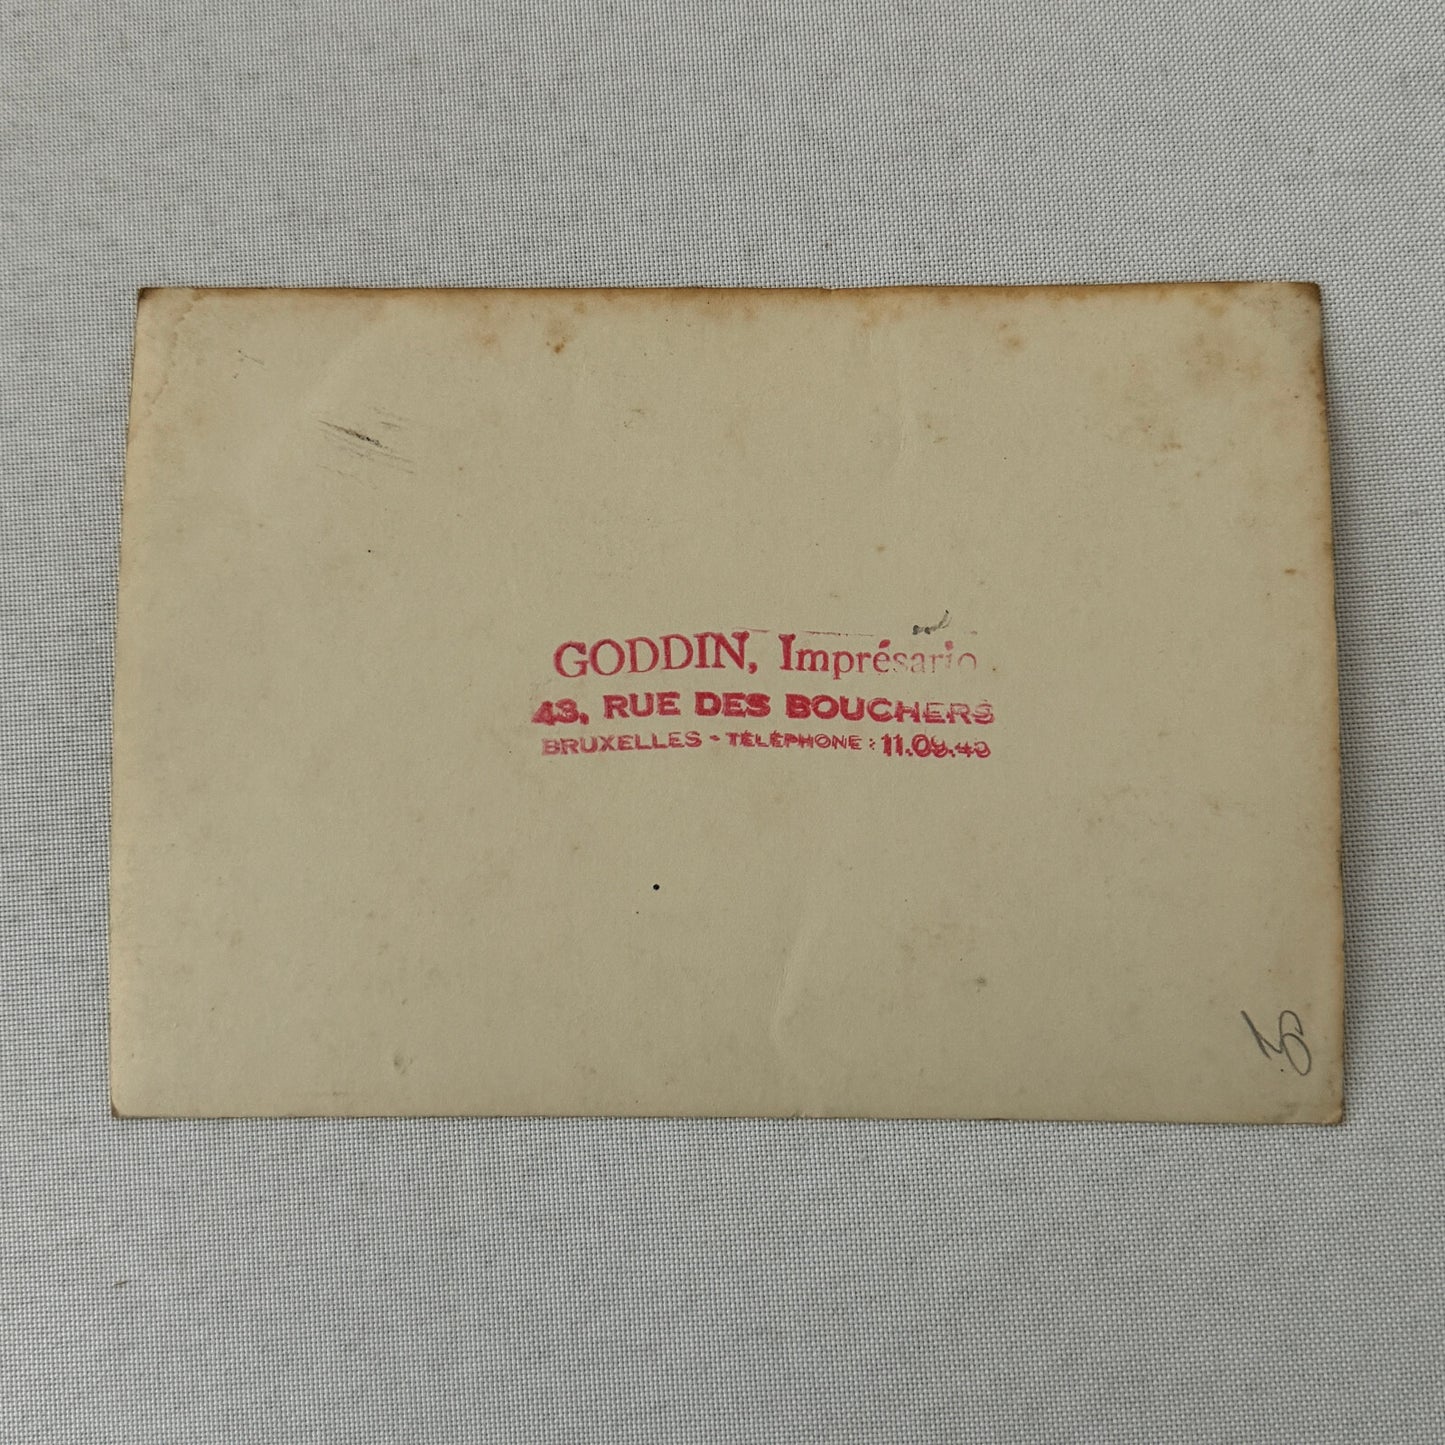 GODDIN, Imprésario
43, RUE DES BOUCHERS
BRUXELLES - TÉLÉPHONE : 11.09.40